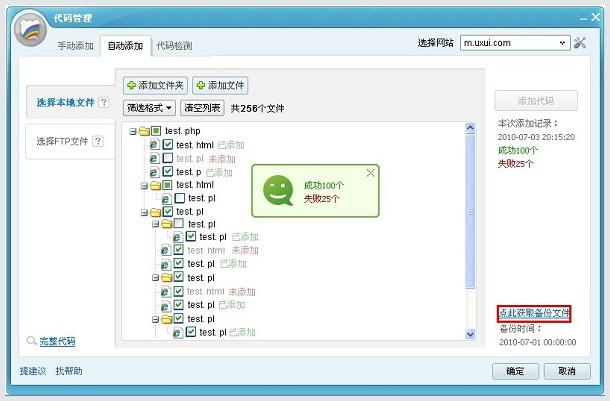 代码管理
手动添加 自动添加 代码检测 选择网站 m.uxui.com
添加文件夹 添加文件
添加代码
选择本地文件 ?
筛选格式 清空列表 共256个文件
本次添加记录：
2010-07-03 20:15:20
成功100个
失败25个
选择FTP文件 ?
test. php
test. html 已添加
test. pl 未添加
test. p 已添加
test. html
test. pl
test. pl
test. pl
test. pl 已添加
test. html 未添加
test. pl 已添加
test. pl
test. html 未添加
test. pl 已添加
test. pl
test. pl 已添加
成功100个
失败25个
点此获取备份文件
备份时间：
2010-07-01 00:00:00
完整代码
提建议 找帮助 确定 取消